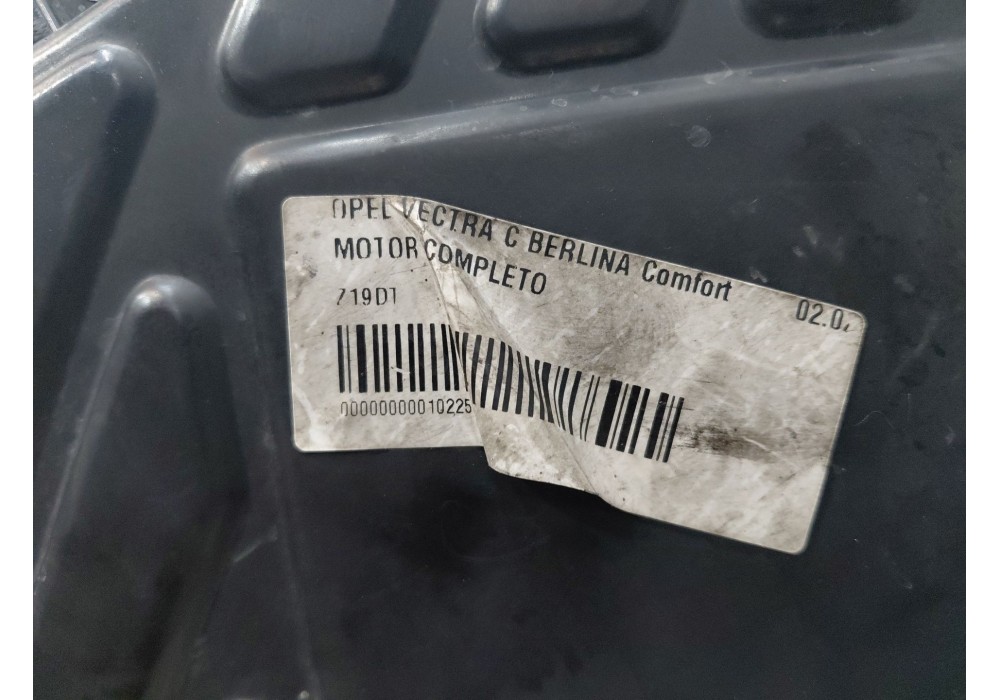 OPEL VECTRA C BERLINA Comfort 02.0
MOTOR COMPLETO
Z19DT
00000000010225